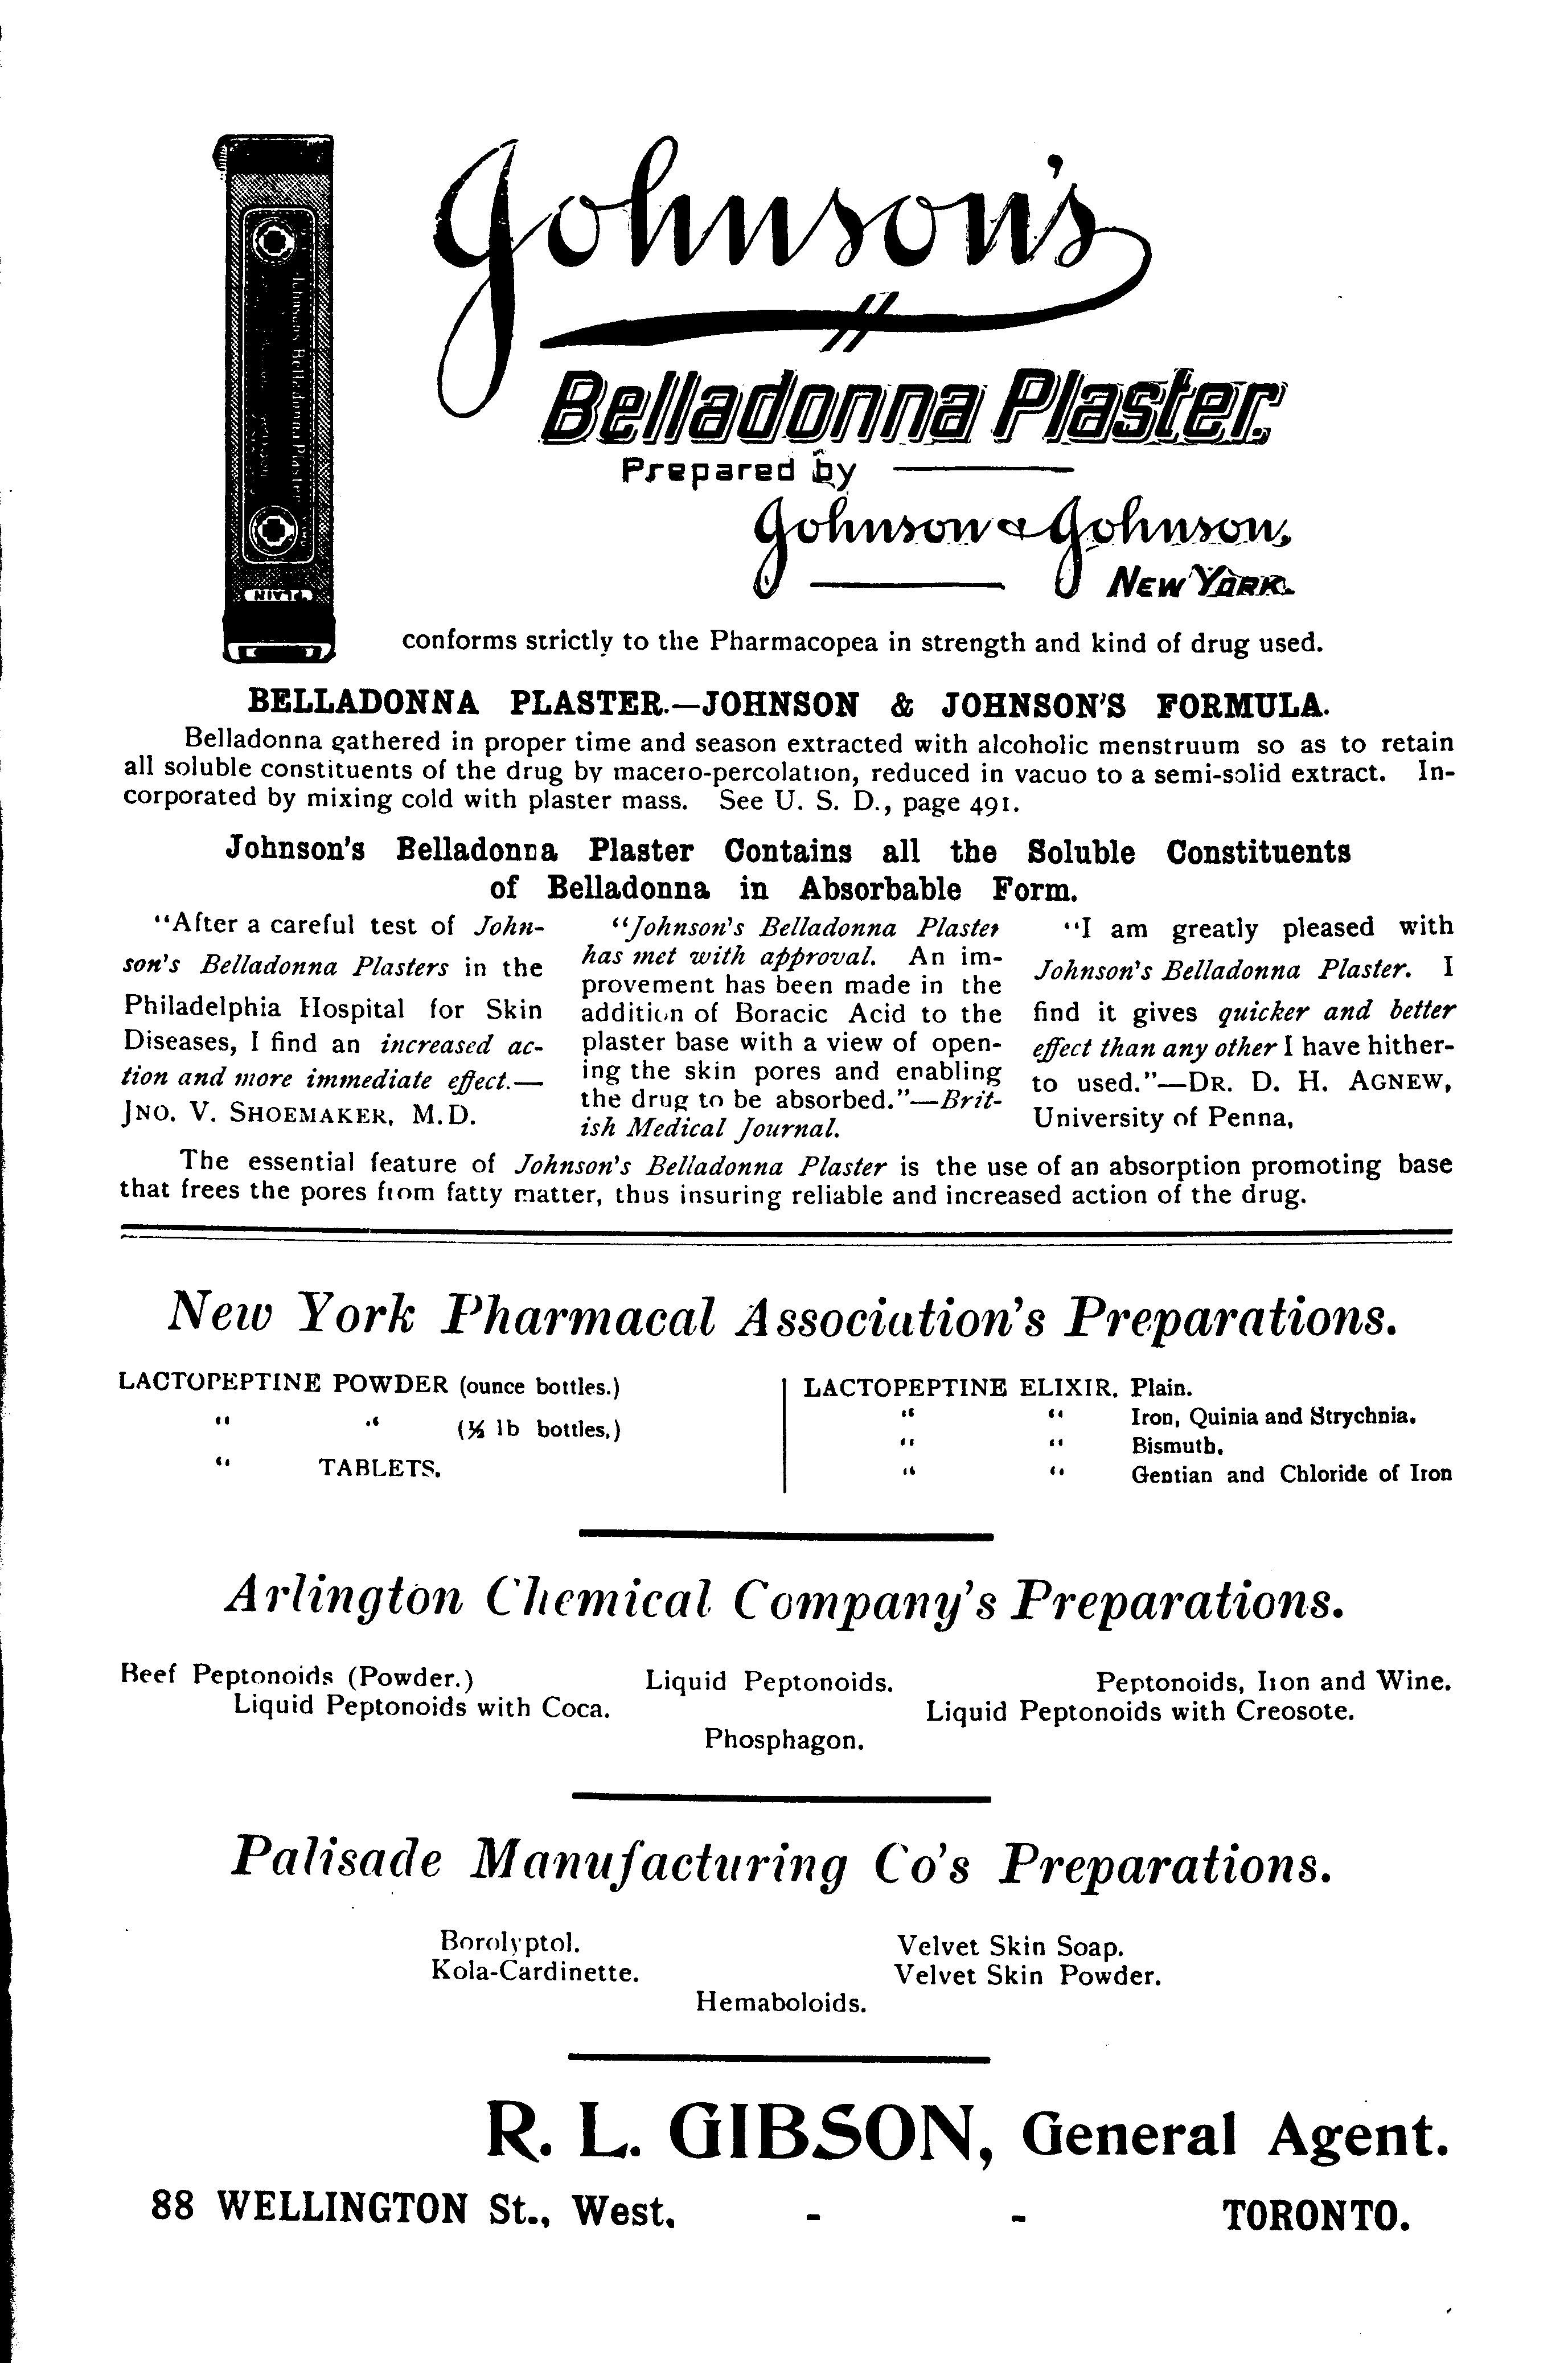 Johnson's
Belladonna Plaster.
Prepared by
Johnson & Johnson,
NEW YORK.
Johnsons Belladonna Plaster
PLAIN
conforms strictly to the Pharmacopea in strength and kind of drug used.
BELLADONNA PLASTER.—JOHNSON & JOHNSON'S FORMULA.
Belladonna gathered in proper time and season extracted with alcoholic menstruum so as to retain
all soluble constituents of the drug by macero-percolation, reduced in vacuo to a semi-solid extract. In-
corporated by mixing cold with plaster mass. See U. S. D., page 491.
Johnson's Belladonna Plaster Contains all the Soluble Constituents
of Belladonna in Absorbable Form.
"After a careful test of John-
son's Belladonna Plasters in the
Philadelphia Hospital for Skin
Diseases, I find an increased ac-
tion and more immediate effect.—
JNO. V. SHOEMAKER, M.D.
"Johnson's Belladonna Plaster
has met with approval. An im-
provement has been made in the
addition of Boracic Acid to the
plaster base with a view of open-
ing the skin pores and enabling
the drug to be absorbed."—Brit-
ish Medical Journal.
"I am greatly pleased with
Johnson's Belladonna Plaster. I
find it gives quicker and better
effect than any other I have hither-
to used."—DR. D. H. AGNEW,
University of Penna,
The essential feature of Johnson's Belladonna Plaster is the use of an absorption promoting base
that frees the pores from fatty matter, thus insuring reliable and increased action of the drug.
New York Pharmacal Association's Preparations.
LACTOPEPTINE POWDER (ounce bottles.)
" " (½ lb bottles,)
" TABLETS.
LACTOPEPTINE ELIXIR. Plain.
" " Iron, Quinia and Strychnia.
" " Bismuth.
" " Gentian and Chloride of Iron
Arlington Chemical Company's Preparations.
Beef Peptonoids (Powder.) Liquid Peptonoids. Peptonoids, Iron and Wine.
Liquid Peptonoids with Coca. Liquid Peptonoids with Creosote.
Phosphagon.
Palisade Manufacturing Co's Preparations.
Borolyptol. Velvet Skin Soap.
Kola-Cardinette. Velvet Skin Powder.
Hemaboloids.
R. L. GIBSON, General Agent.
88 WELLINGTON St., West. - - TORONTO.